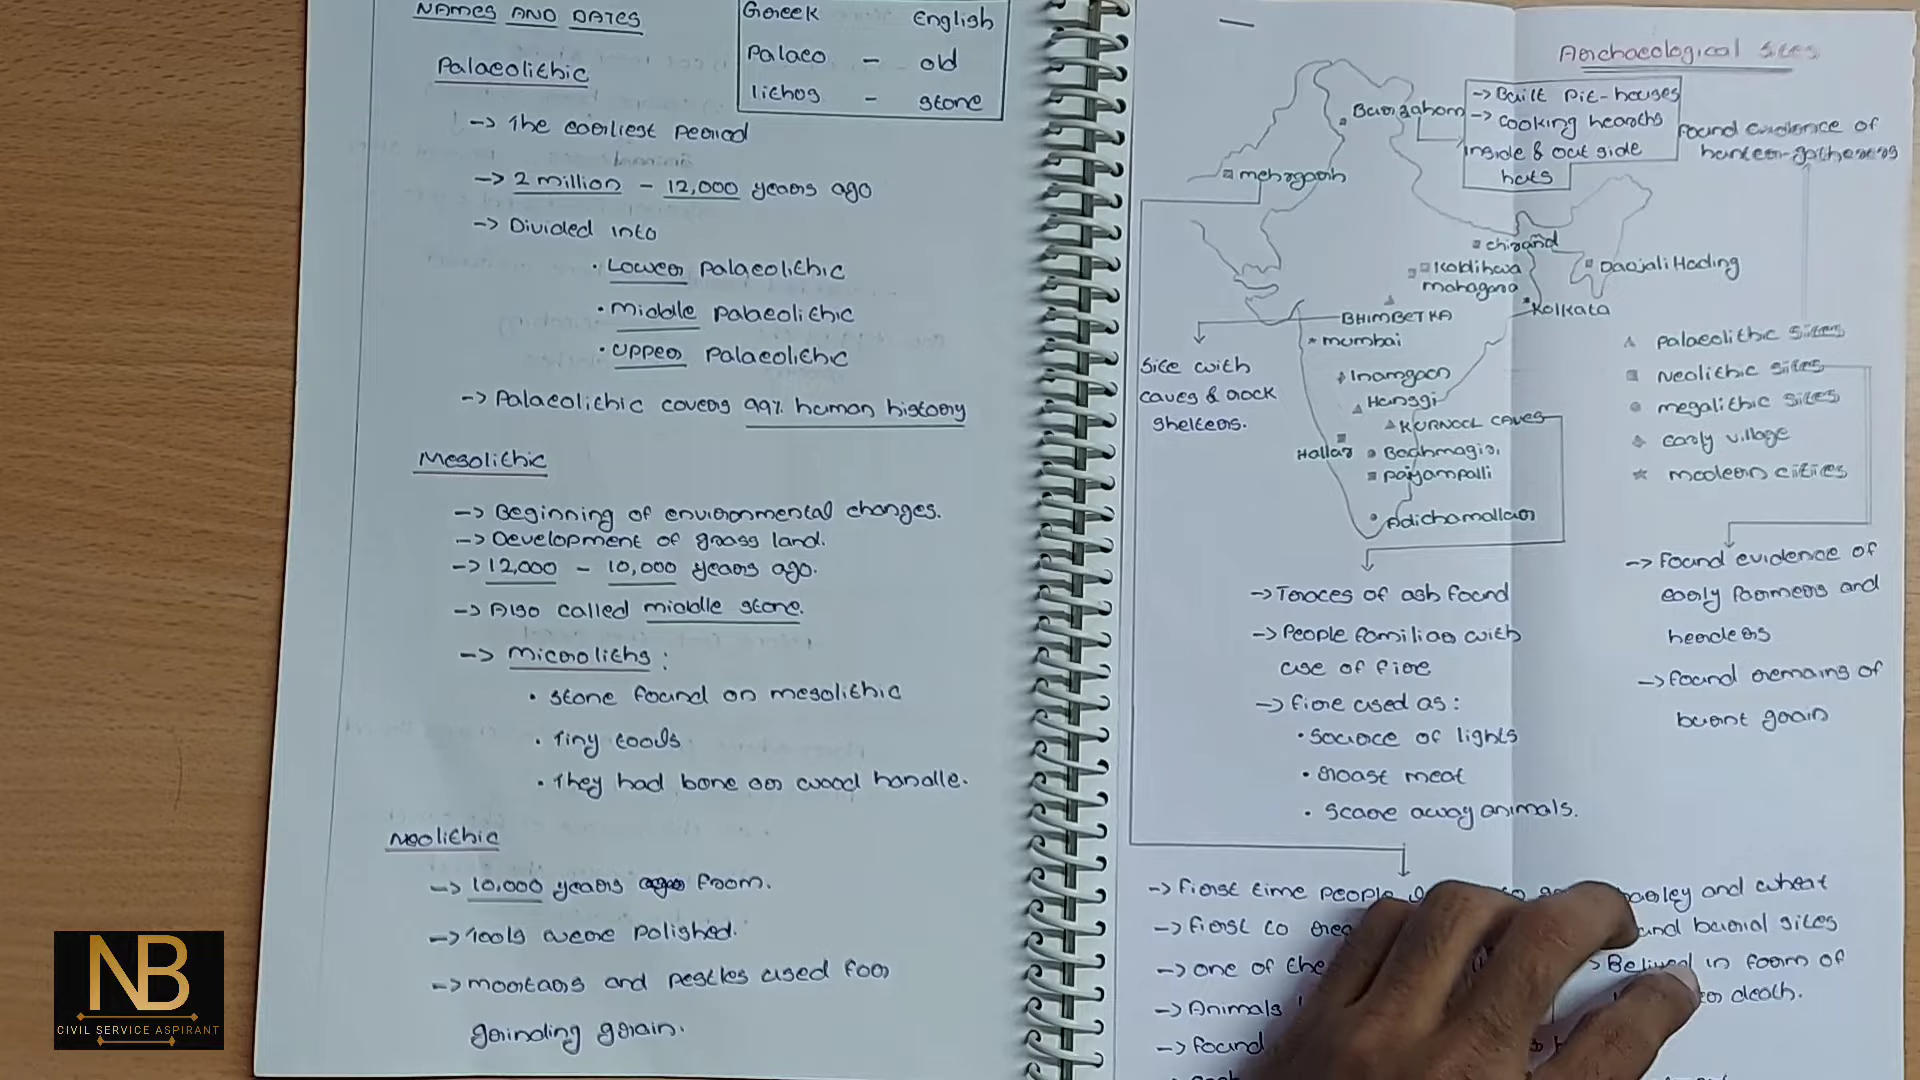 NAMES AND DATES
Greek English
Palaeo - old
lithos - stone
Palaeolithic
-> The earliest period
-> 2 million - 12,000 years ago
-> Divided into
• Lower palaeolithic
• Middle palaeolithic
• Upper palaeolithic
-> Palaeolithic covers 99% human history
Mesolithic
-> Beginning of environmental changes.
-> Development of grass land.
-> 12,000 - 10,000 years ago.
-> Also called middle stone.
-> Microliths :
• stone found on mesolithic
• Tiny tools
• They had bone or wood handle.
Neolithic
-> 10,000 years ago from.
-> Tools were polished.
-> mortars and pestles used for
grinding grain.
NB
CIVIL SERVICE ASPIRANT
Archaeological Sites
Burzahom
-> Built pit-houses
-> cooking hearths
inside & out side
huts
Found evidence of
hunter-gatherers
mehrgarh
chirand
Koldihwa
mahagara
Daojali Hading
BHIMBETKA
Kolkata
mumbai
Inamgaon
Hunsgi
KURNOOL CAVES
Hallur
Brahmagiri
paiyampalli
Adichanallur
Site with
caves & rock
shelters.
palaeolithic sites
neolithic sites
megalithic sites
early village
modern cities
-> Traces of ash found
-> People familiar with
use of fire
-> fire used as :
• Source of lights
• Roast meat
• Scare away animals.
-> Found evidence of
early farmers and
herders
-> found remains of
burnt grain
-> First time people barley and wheat
-> First to and burial sites
-> one of the Belived in form of
-> Animals death.
-> found